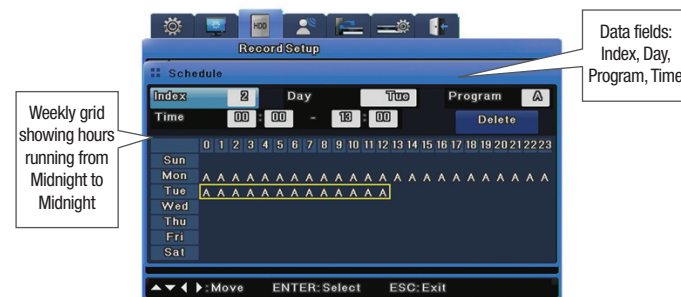 HDD
Record Setup
Data fields:
Index, Day,
Program, Time
Schedule
Index 2 Day Tue Program A
Time 00 : 00 - 13 : 00 Delete
Weekly grid
showing hours
running from
Midnight to
Midnight
0 1 2 3 4 5 6 7 8 9 10 11 12 13 14 15 16 17 18 19 20 21 22 23
Sun
Mon A A A A A A A A A A A A A A A A A A A A A A A A
Tue A A A A A A A A A A A A A
Wed
Thu
Fri
Sat
:Move ENTER:Select ESC:Exit